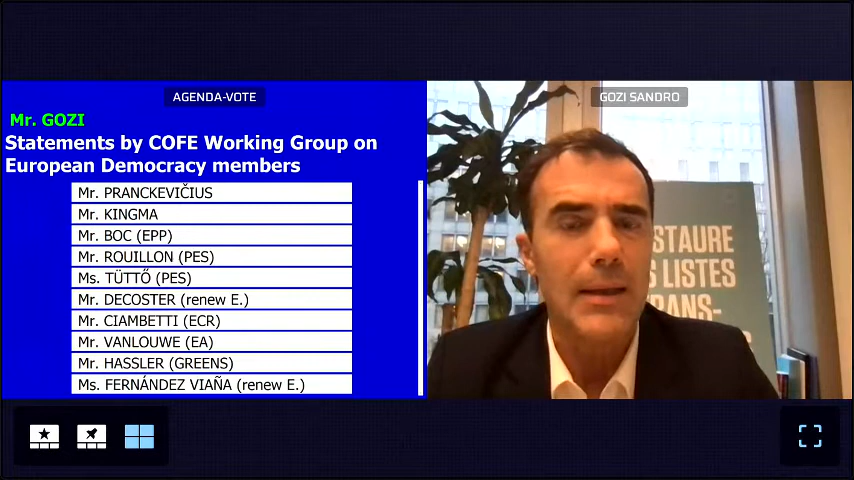 AGENDA-VOTE
Mr. GOZI
Statements by COFE Working Group on
European Democracy members
Mr. PRANCKEVIČIUS
Mr. KINGMA
Mr. BOC (EPP)
Mr. ROUILLON (PES)
Ms. TÜTTŐ (PES)
Mr. DECOSTER (renew E.)
Mr. CIAMBETTI (ECR)
Mr. VANLOUWE (EA)
Mr. HASSLER (GREENS)
Ms. FERNÁNDEZ VIAÑA (renew E.)
GOZI SANDRO
STAURE
LISTES
RANS-